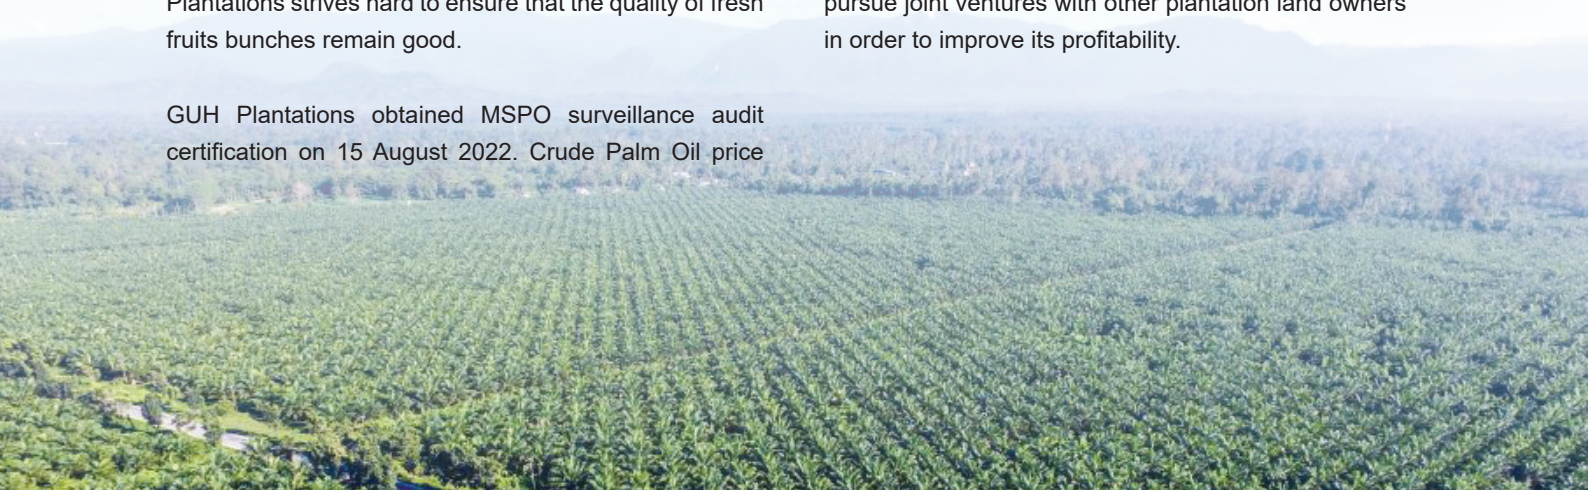 Plantations strives hard to ensure that the quality of fresh
fruits bunches remain good.
GUH Plantations obtained MSPO surveillance audit
certification on 15 August 2022. Crude Palm Oil price
pursue joint ventures with other plantation land owners
in order to improve its profitability.